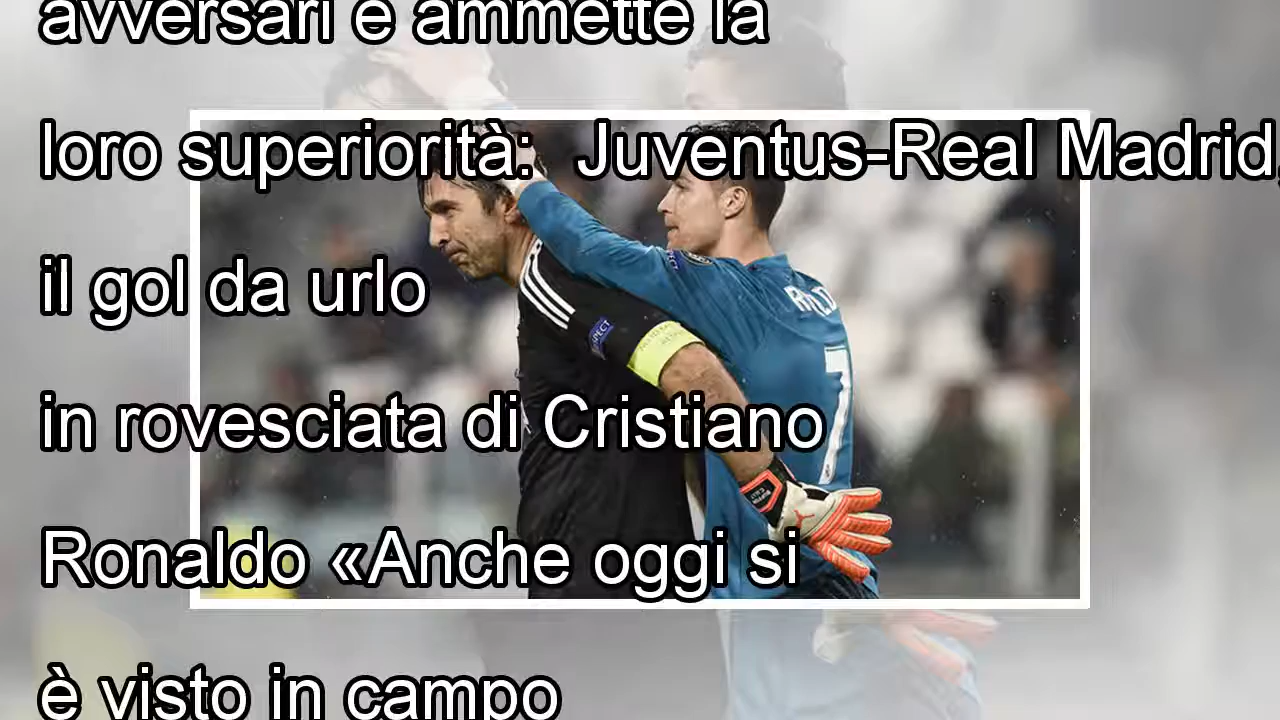 avversari e ammette la
loro superiorità: Juventus-Real Madrid,
il gol da urlo
in rovesciata di Cristiano
Ronaldo «Anche oggi si
è visto in campo
7